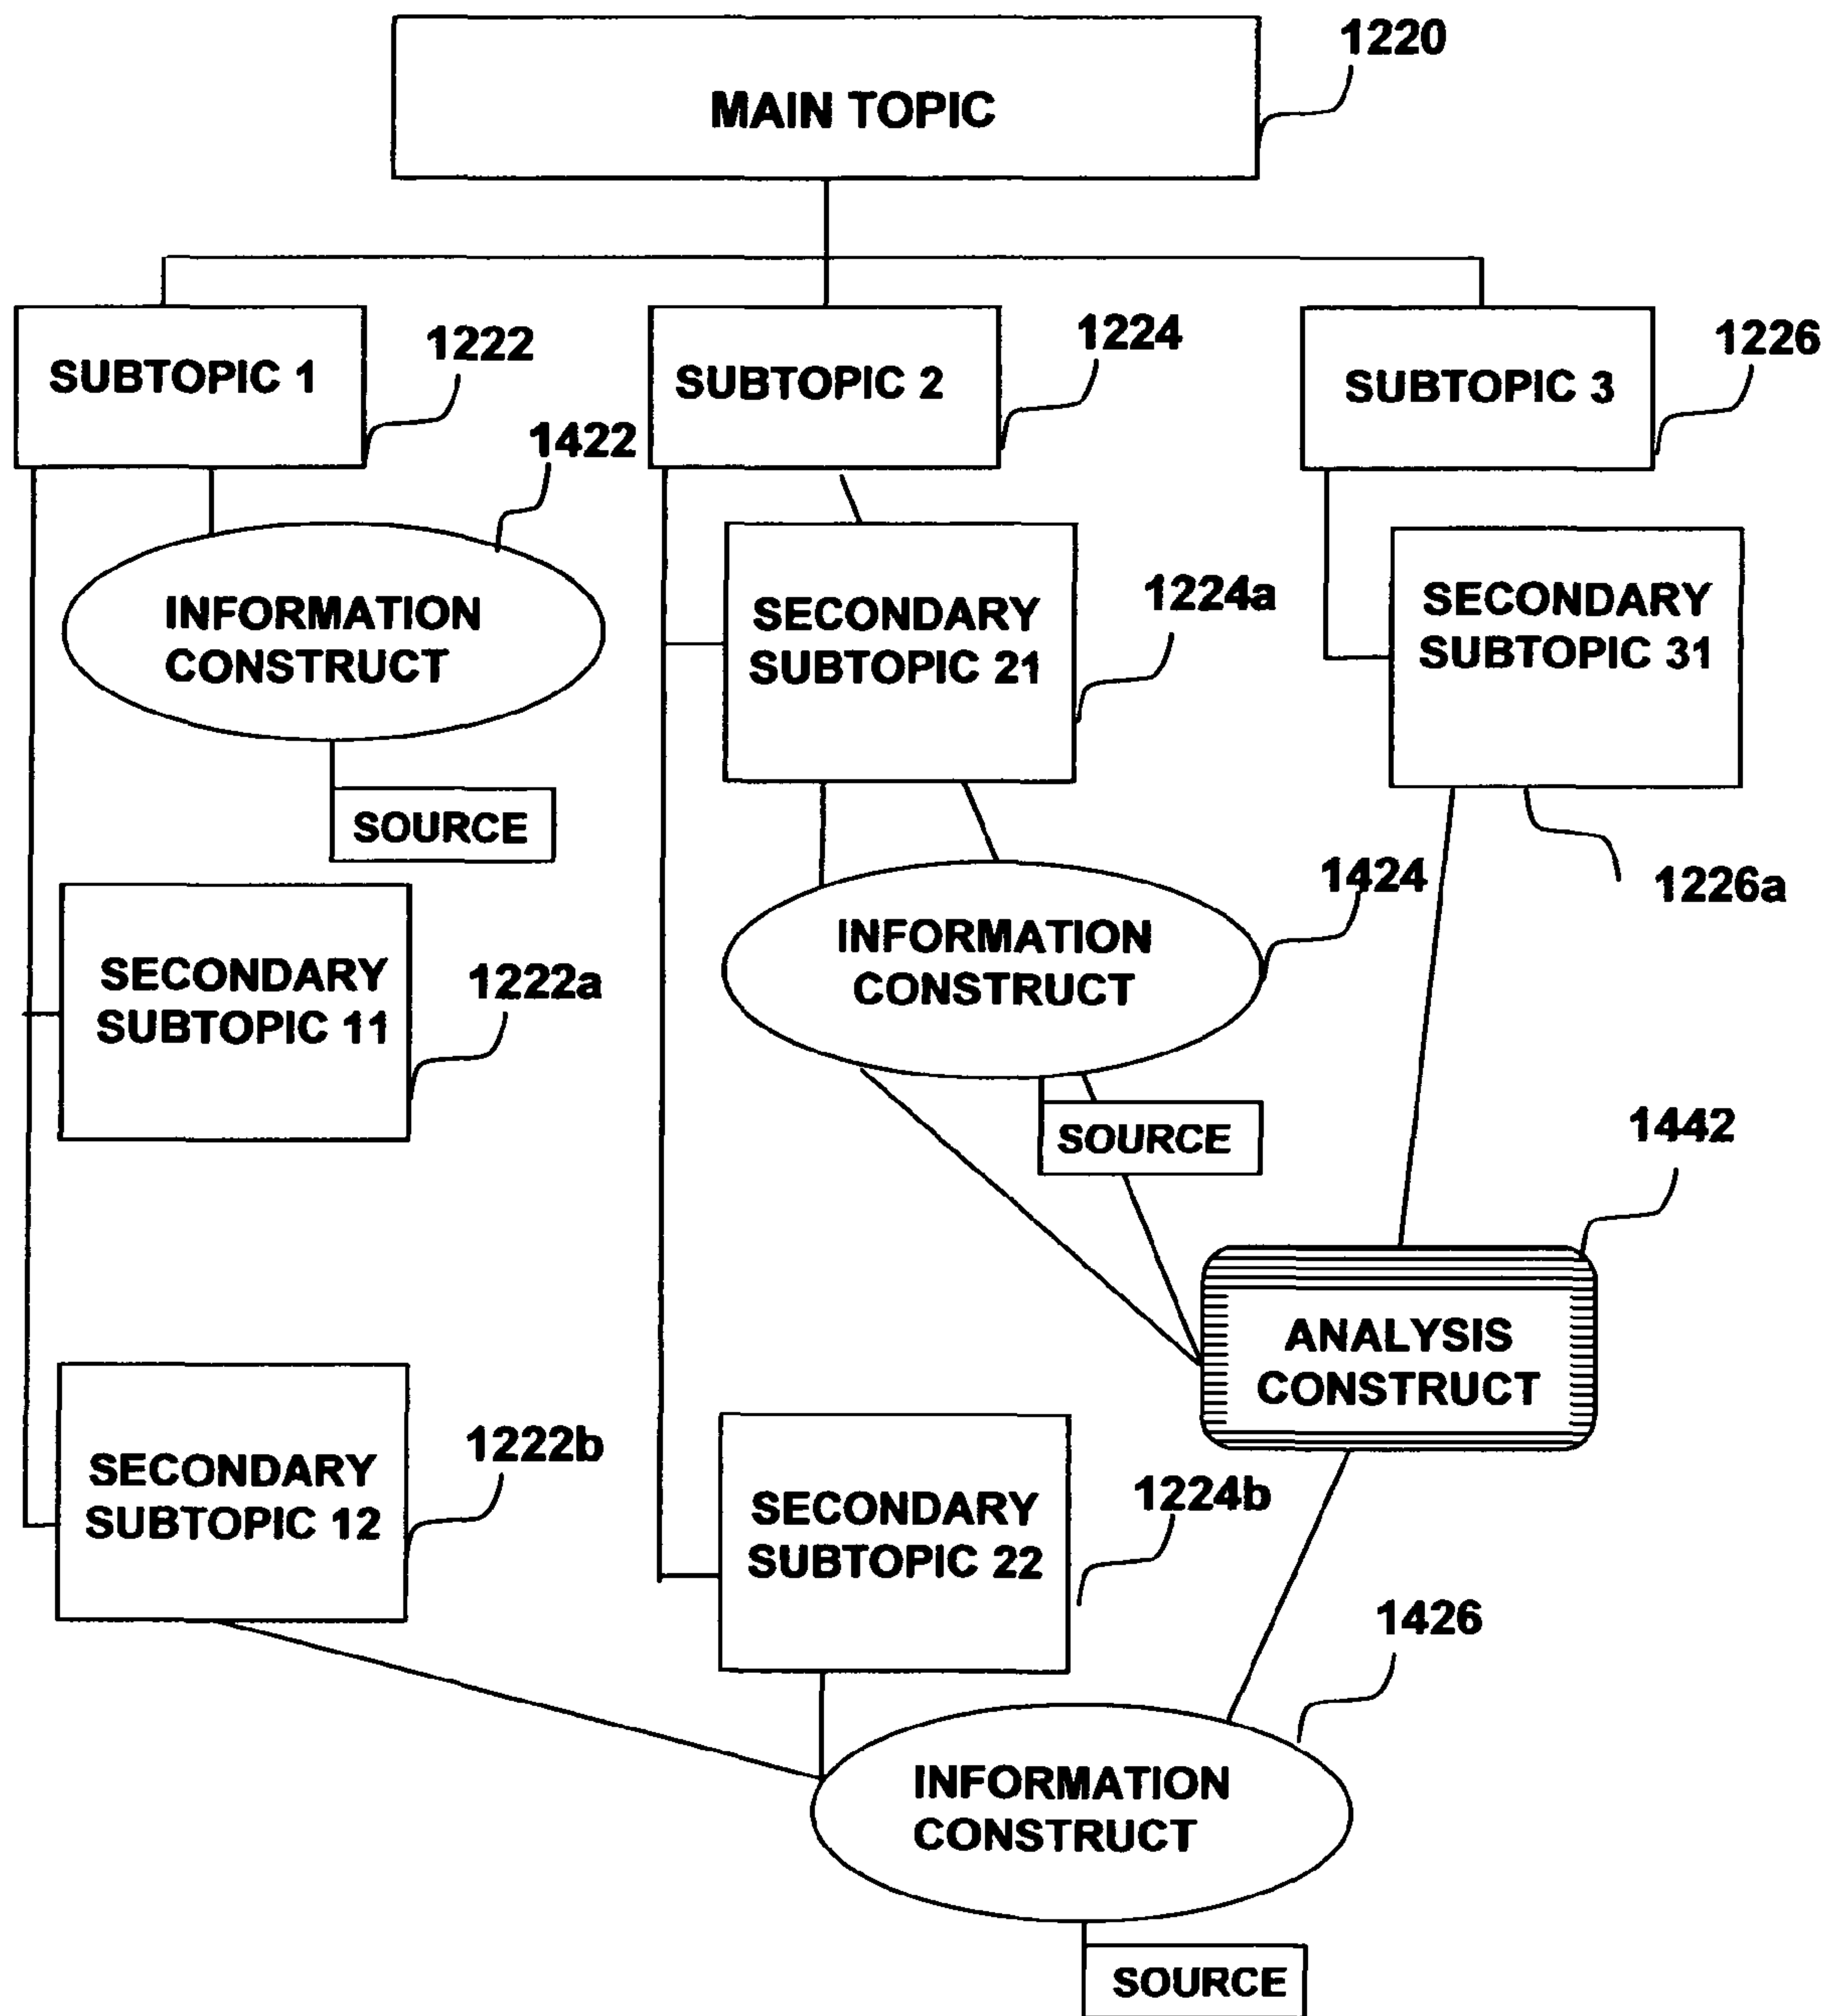 1220
MAIN TOPIC
1222
1224
1226
SUBTOPIC 1
SUBTOPIC 2
SUBTOPIC 3
1422
INFORMATION
CONSTRUCT
SECONDARY
SUBTOPIC 21
1224a
SECONDARY
SUBTOPIC 31
SOURCE
1424
1226a
INFORMATION
CONSTRUCT
SECONDARY
SUBTOPIC 11
1222a
SOURCE
1442
ANALYSIS
CONSTRUCT
1222b
SECONDARY
SUBTOPIC 12
1224b
SECONDARY
SUBTOPIC 22
1426
INFORMATION
CONSTRUCT
SOURCE